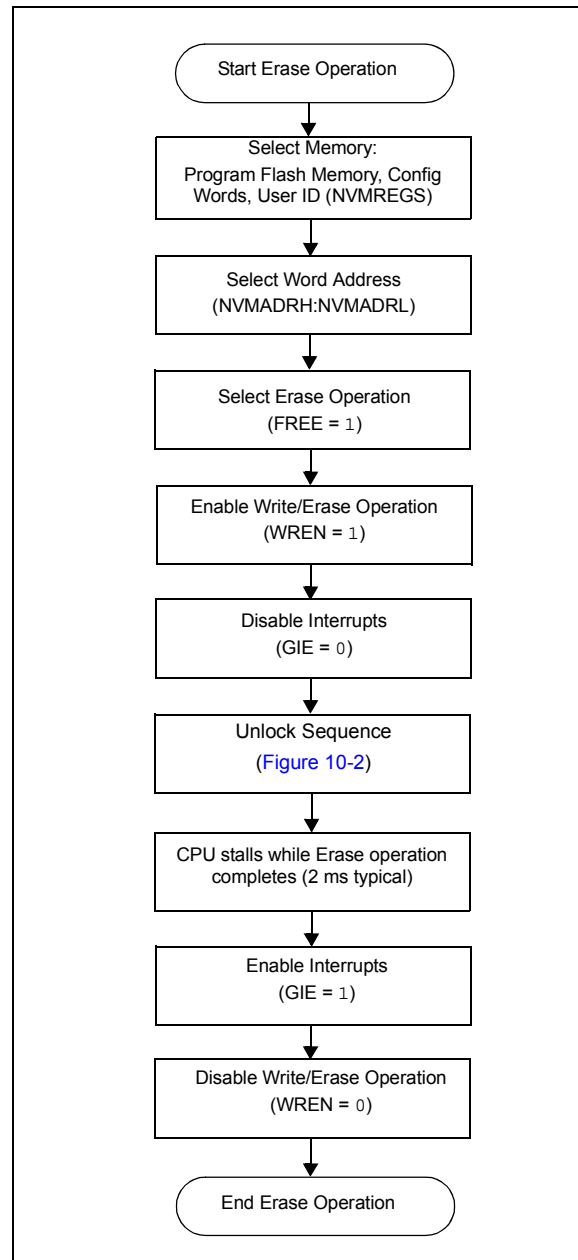 Start Erase Operation
Select Memory:
Program Flash Memory, Config
Words, User ID (NVMREGS)
Select Word Address
(NVMADRH:NVMADRL)
Select Erase Operation
(FREE = 1)
Enable Write/Erase Operation
(WREN = 1)
Disable Interrupts
(GIE = 0)
Unlock Sequence
(Figure 10-2)
CPU stalls while Erase operation
completes (2 ms typical)
Enable Interrupts
(GIE = 1)
Disable Write/Erase Operation
(WREN = 0)
End Erase Operation